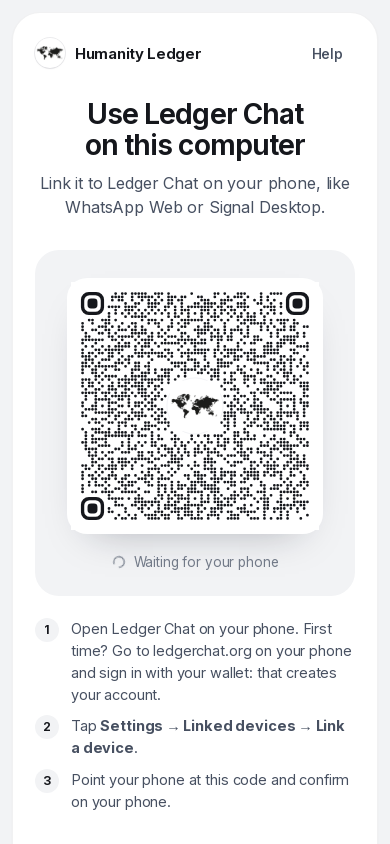 Humanity Ledger
Help
Use Ledger Chat
on this computer
Link it to Ledger Chat on your phone, like
WhatsApp Web or Signal Desktop.
Waiting for your phone
1
Open Ledger Chat on your phone. First
time? Go to ledgerchat.org on your phone
and sign in with your wallet: that creates
your account.
2
Tap Settings → Linked devices → Link
a device.
3
Point your phone at this code and confirm
on your phone.